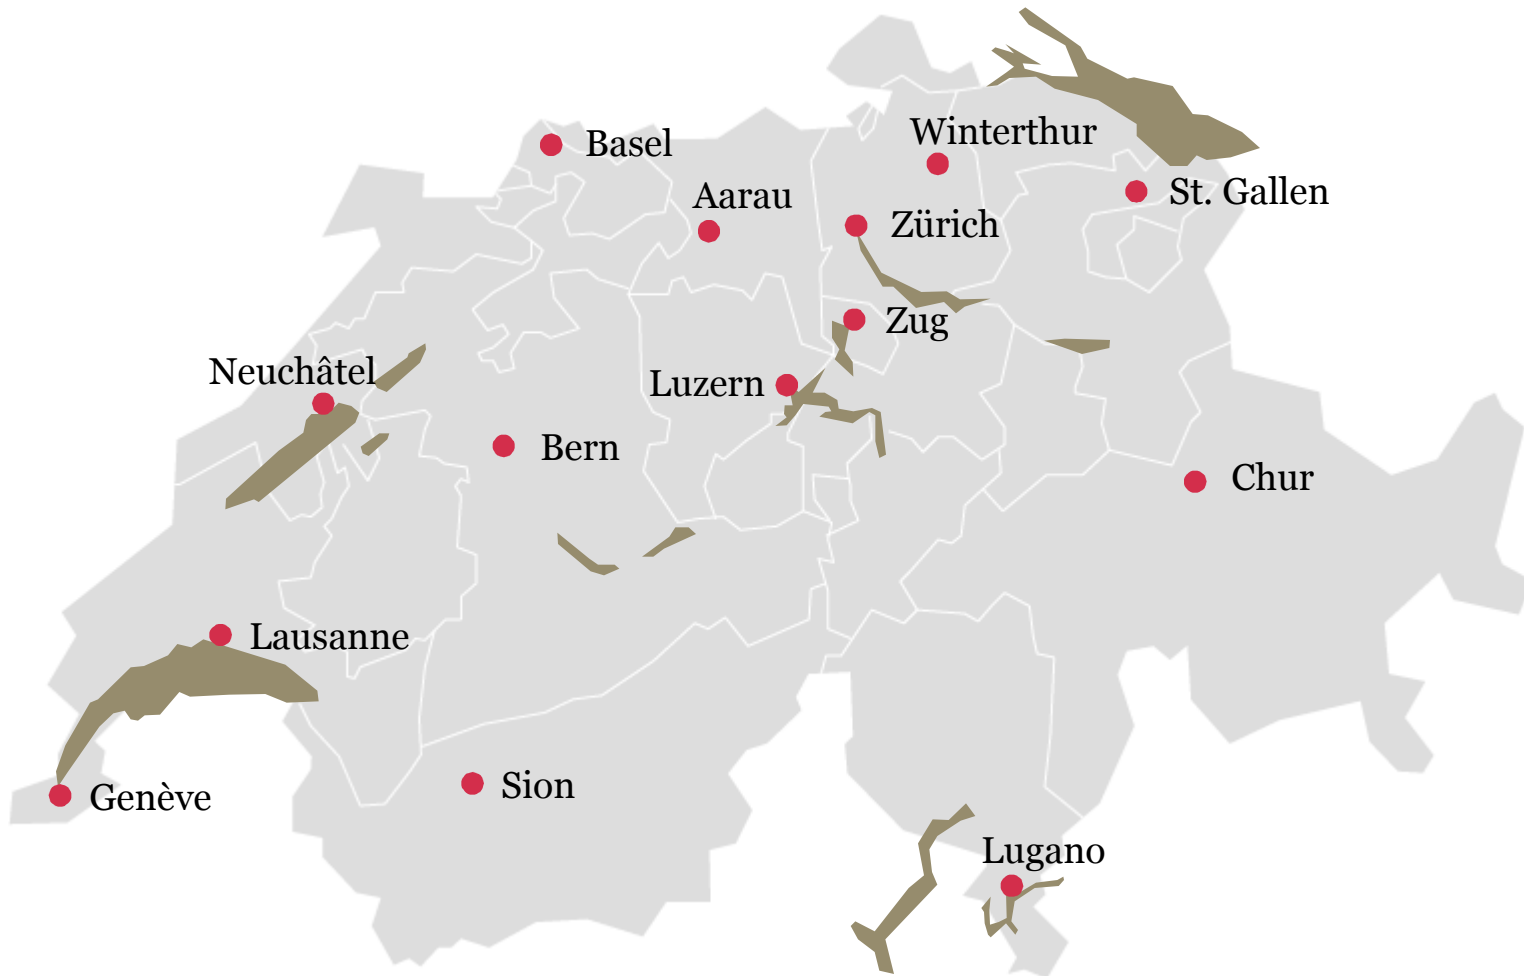 Winterthur
Basel
Aarau
St. Gallen
Zürich
Zug
Neuchâtel
Luzern
Bern
Chur
Lausanne
Sion
Genève
Lugano